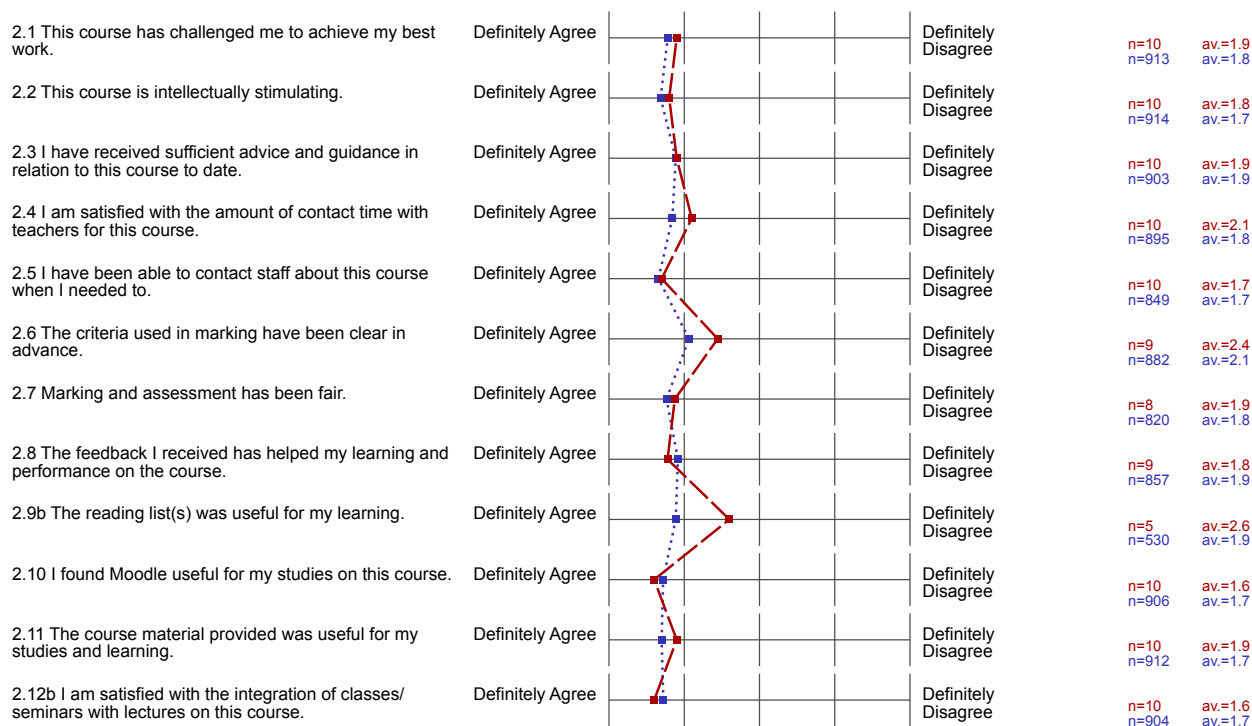 2.1 This course has challenged me to achieve my best
work.
Definitely Agree
Definitely
Disagree
n=10 av.=1.9
n=913 av.=1.8
2.2 This course is intellectually stimulating.
Definitely Agree
Definitely
Disagree
n=10 av.=1.8
n=914 av.=1.7
2.3 I have received sufficient advice and guidance in
relation to this course to date.
Definitely Agree
Definitely
Disagree
n=10 av.=1.9
n=903 av.=1.9
2.4 I am satisfied with the amount of contact time with
teachers for this course.
Definitely Agree
Definitely
Disagree
n=10 av.=2.1
n=895 av.=1.8
2.5 I have been able to contact staff about this course
when I needed to.
Definitely Agree
Definitely
Disagree
n=10 av.=1.7
n=849 av.=1.7
2.6 The criteria used in marking have been clear in
advance.
Definitely Agree
Definitely
Disagree
n=9 av.=2.4
n=882 av.=2.1
2.7 Marking and assessment has been fair.
Definitely Agree
Definitely
Disagree
n=8 av.=1.9
n=820 av.=1.8
2.8 The feedback I received has helped my learning and
performance on the course.
Definitely Agree
Definitely
Disagree
n=9 av.=1.8
n=857 av.=1.9
2.9b The reading list(s) was useful for my learning.
Definitely Agree
Definitely
Disagree
n=5 av.=2.6
n=530 av.=1.9
2.10 I found Moodle useful for my studies on this course.
Definitely Agree
Definitely
Disagree
n=10 av.=1.6
n=906 av.=1.7
2.11 The course material provided was useful for my
studies and learning.
Definitely Agree
Definitely
Disagree
n=10 av.=1.9
n=912 av.=1.7
2.12b I am satisfied with the integration of classes/
seminars with lectures on this course.
Definitely Agree
Definitely
Disagree
n=10 av.=1.6
n=904 av.=1.7